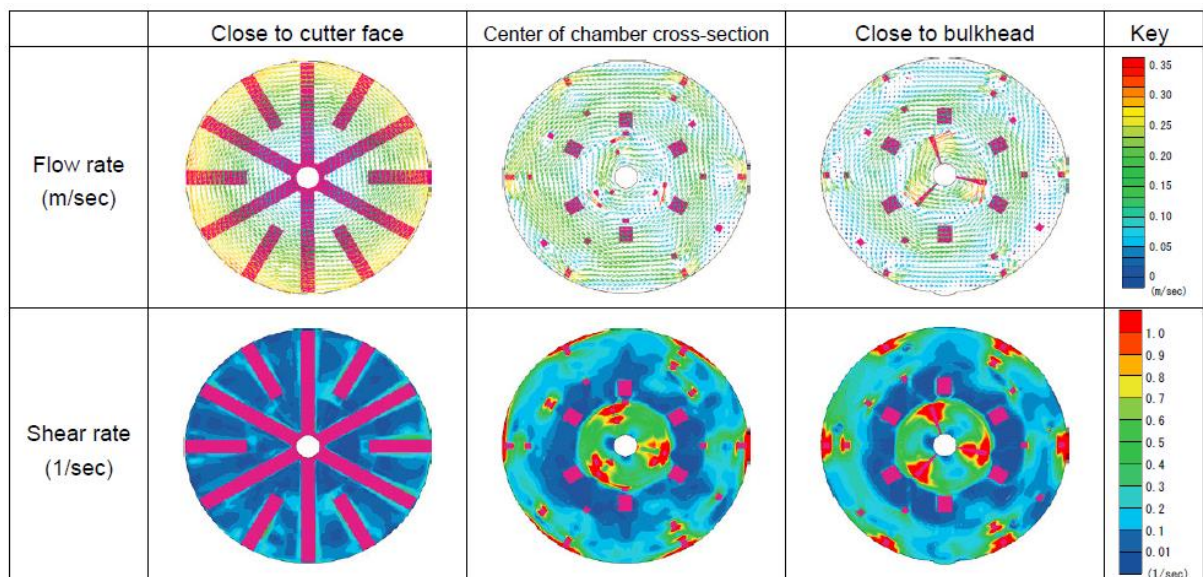 Close to cutter face
Center of chamber cross-section
Close to bulkhead
Key
Flow rate
(m/sec)
0.35
0.30
0.25
0.20
0.15
0.10
0.05
0
(m/sec)
Shear rate
(1/sec)
1.0
0.9
0.8
0.7
0.6
0.5
0.4
0.3
0.2
0.1
0.01
(1/sec)